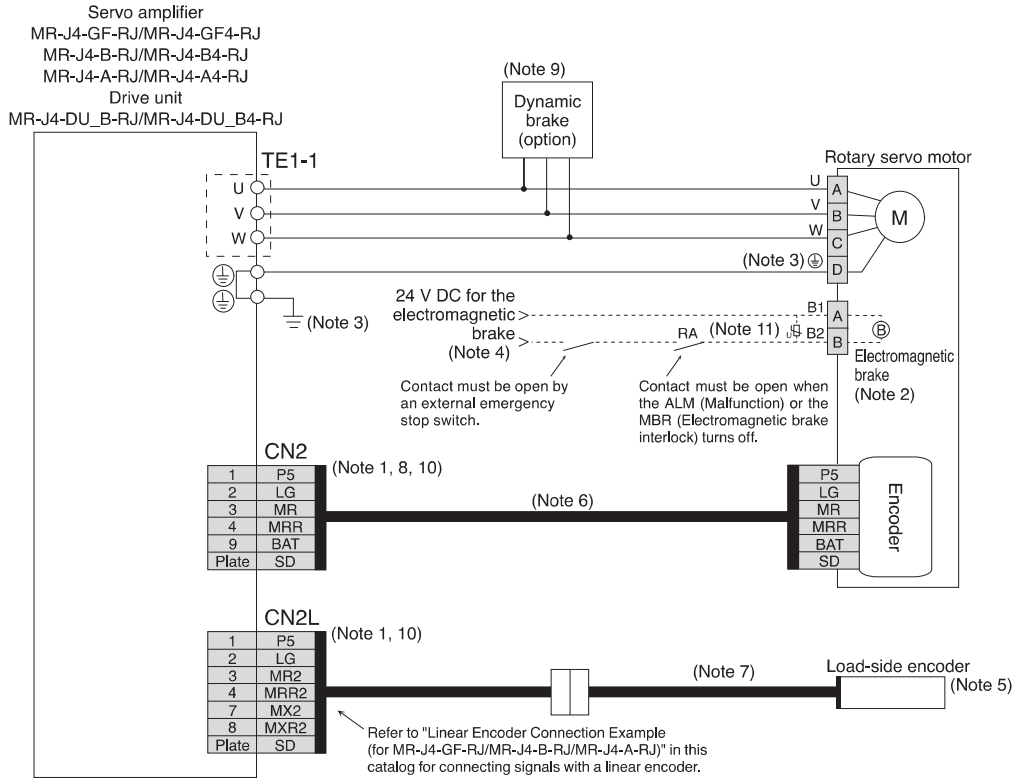 Servo amplifier
MR-J4-GF-RJ/MR-J4-GF4-RJ
MR-J4-B-RJ/MR-J4-B4-RJ
MR-J4-A-RJ/MR-J4-A4-RJ
Drive unit
MR-J4-DU_B-RJ/MR-J4-DU_B4-RJ
(Note 9)
Dynamic
brake
(option)
TE1-1
Rotary servo motor
U U A
V V B M
W W C
(Note 3) D
24 V DC for the
electromagnetic
brake
(Note 4)
(Note 3)
B1 A
RA (Note 11) U B2 B
B
Electromagnetic
brake
(Note 2)
Contact must be open by
an external emergency
stop switch.
Contact must be open when
the ALM (Malfunction) or the
MBR (Electromagnetic brake
interlock) turns off.
CN2
(Note 1, 8, 10)
1 P5
2 LG
3 MR
4 MRR
9 BAT
Plate SD
(Note 6)
P5
LG
MR
MRR
BAT
SD
Encoder
CN2L
(Note 1, 10)
1 P5
2 LG
3 MR2
4 MRR2
7 MX2
8 MXR2
Plate SD
(Note 7)
Load-side encoder
(Note 5)
Refer to "Linear Encoder Connection Example
(for MR-J4-GF-RJ/MR-J4-B-RJ/MR-J4-A-RJ)" in this
catalog for connecting signals with a linear encoder.